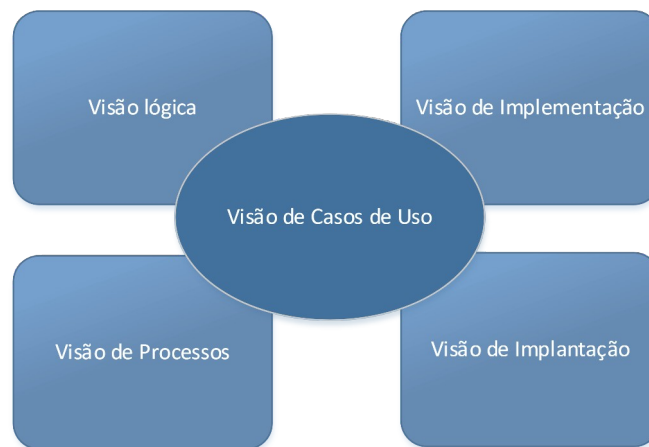 Visão lógica
Visão de Implementação
Visão de Casos de Uso
Visão de Processos
Visão de Implantação